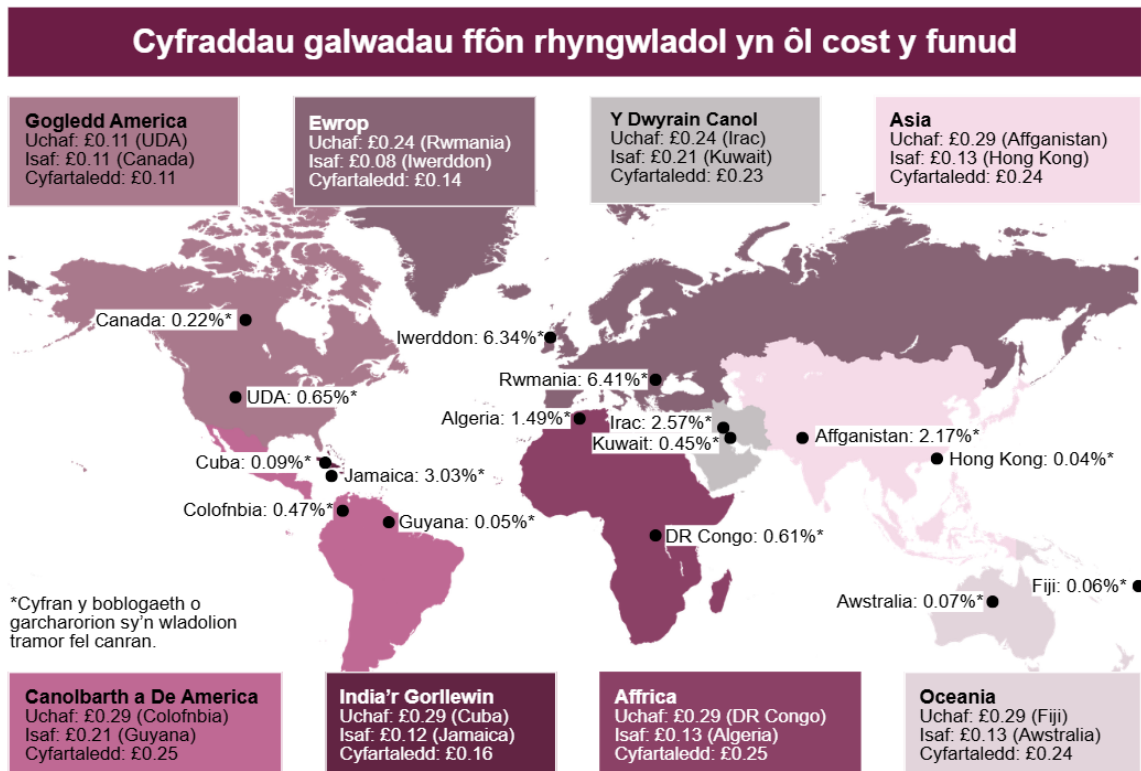 Cyfraddau galwadau ffôn rhyngwladol yn ôl cost y funud
Gogledd America
Uchaf: £0.11 (UDA)
Isaf: £0.11 (Canada)
Cyfartaledd: £0.11
Ewrop
Uchaf: £0.24 (Rwmania)
Isaf: £0.08 (Iwerddon)
Cyfartaledd: £0.14
Y Dwyrain Canol
Uchaf: £0.24 (Irac)
Isaf: £0.21 (Kuwait)
Cyfartaledd: £0.23
Asia
Uchaf: £0.29 (Affganistan)
Isaf: £0.13 (Hong Kong)
Cyfartaledd: £0.24
Canada: 0.22%*
Iwerddon: 6.34%*
Rwmania: 6.41%*
UDA: 0.65%*
Algeria: 1.49%*
Irac: 2.57%*
Kuwait: 0.45%*
Affganistan: 2.17%*
Cuba: 0.09%*
Hong Kong: 0.04%*
Jamaica: 3.03%*
Colofnbia: 0.47%*
Guyana: 0.05%*
DR Congo: 0.61%*
Fiji: 0.06%*
Awstralia: 0.07%*
*Cyfran y boblogaeth o
garcharorion sy'n wladolion
tramor fel canran.
Canolbarth a De America
Uchaf: £0.29 (Colofnbia)
Isaf: £0.21 (Guyana)
Cyfartaledd: £0.25
India'r Gorllewin
Uchaf: £0.29 (Cuba)
Isaf: £0.12 (Jamaica)
Cyfartaledd: £0.16
Affrica
Uchaf: £0.29 (DR Congo)
Isaf: £0.13 (Algeria)
Cyfartaledd: £0.25
Oceania
Uchaf: £0.29 (Fiji)
Isaf: £0.13 (Awstralia)
Cyfartaledd: £0.24